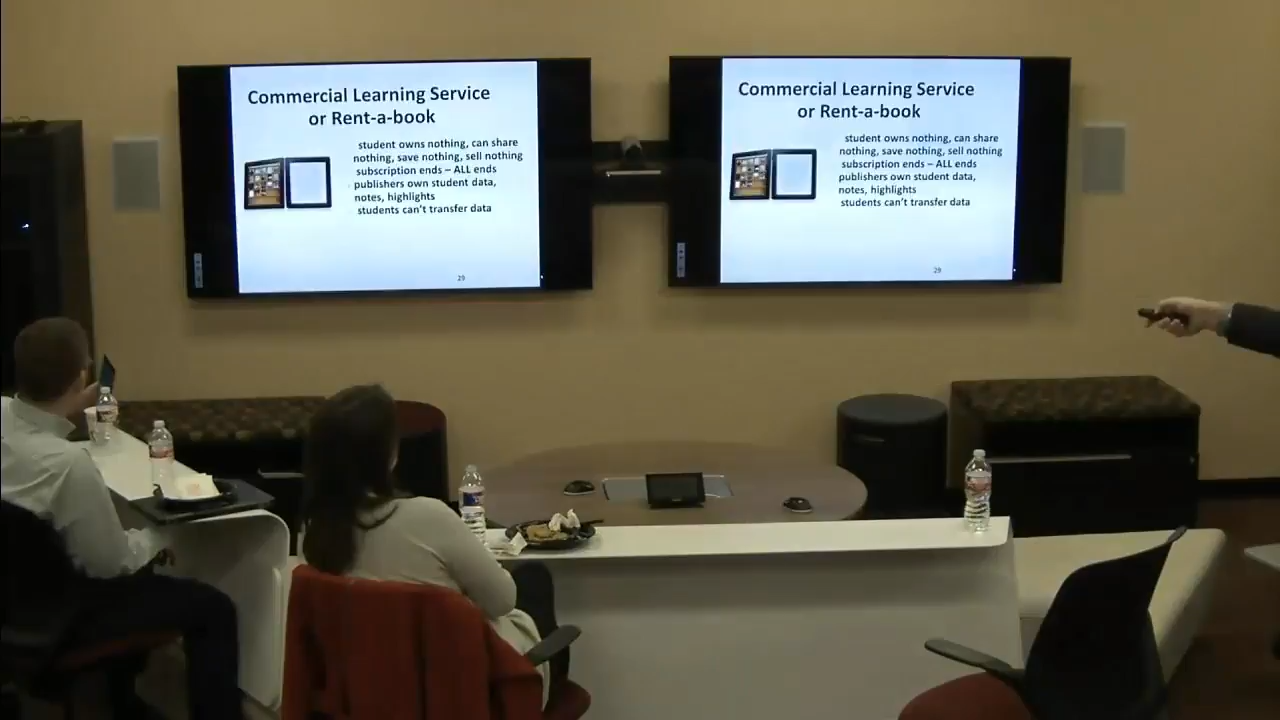 Commercial Learning Service
or Rent-a-book
student owns nothing, can share
nothing, save nothing, sell nothing
subscription ends – ALL ends
publishers own student data,
notes, highlights
students can't transfer data
29
Commercial Learning Service
or Rent-a-book
student owns nothing, can share
nothing, save nothing, sell nothing
subscription ends – ALL ends
publishers own student data,
notes, highlights
students can't transfer data
29